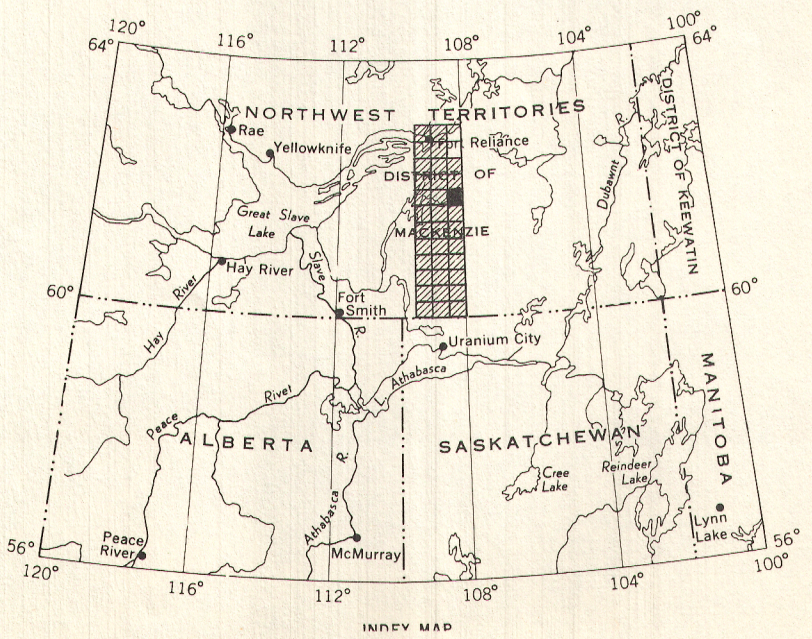 120°
116°
112°
108°
104°
100°
64°
64°
NORTHWEST TERRITORIES
Rae
Yellowknife
Fort Reliance
DISTRICT OF
MACKENZIE
DISTRICT OF KEEWATIN
Dubawnt R.
Great Slave
Lake
Slave
R.
Hay River
Hay River
Fort
Smith
60°
60°
Uranium City
L. Athabasca
Peace River
ALBERTA
SASKATCHEWAN
MANITOBA
Athabasca R.
Cree
Lake
Reindeer
Lake
Lynn
Lake
Peace
River
McMurray
56°
56°
120°
116°
112°
108°
104°
100°
INDEX MAP